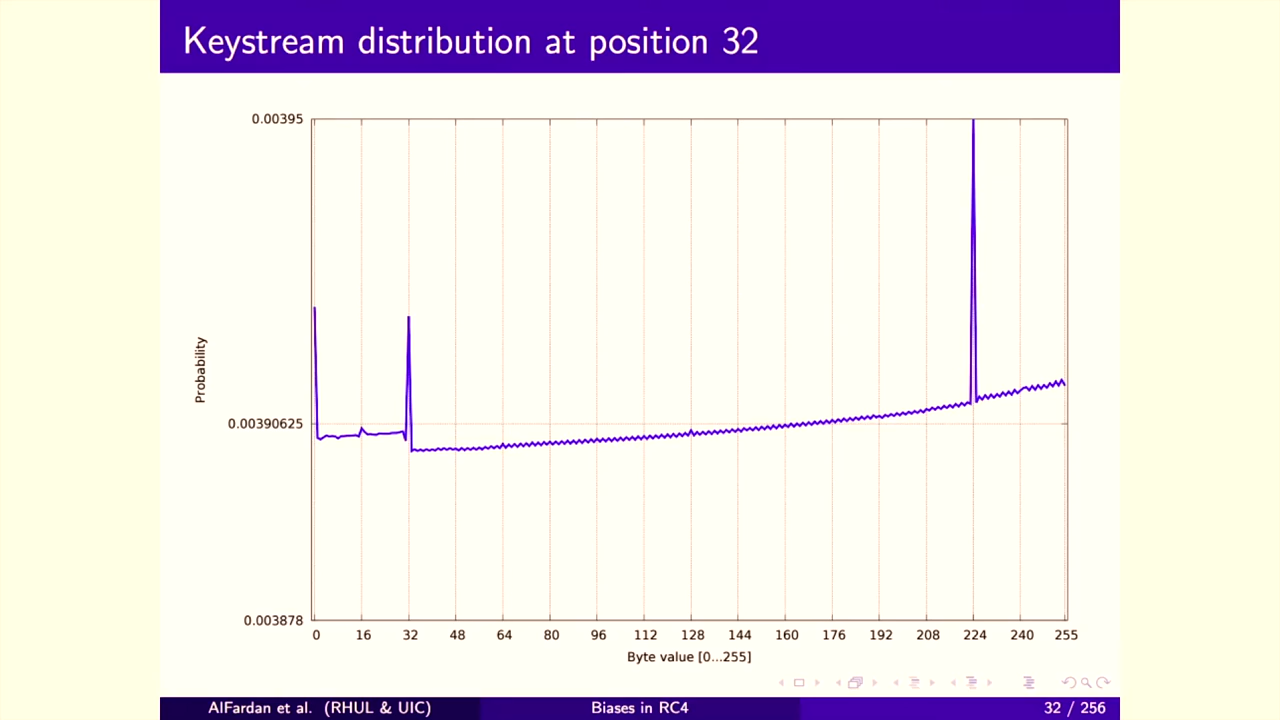 Keystream distribution at position 32
0.00395
Probability
0.00390625
0.003878
0 16 32 48 64 80 96 112 128 144 160 176 192 208 224 240 255
Byte value [0...255]
AlFardan et al. (RHUL & UIC) Biases in RC4 32 / 256